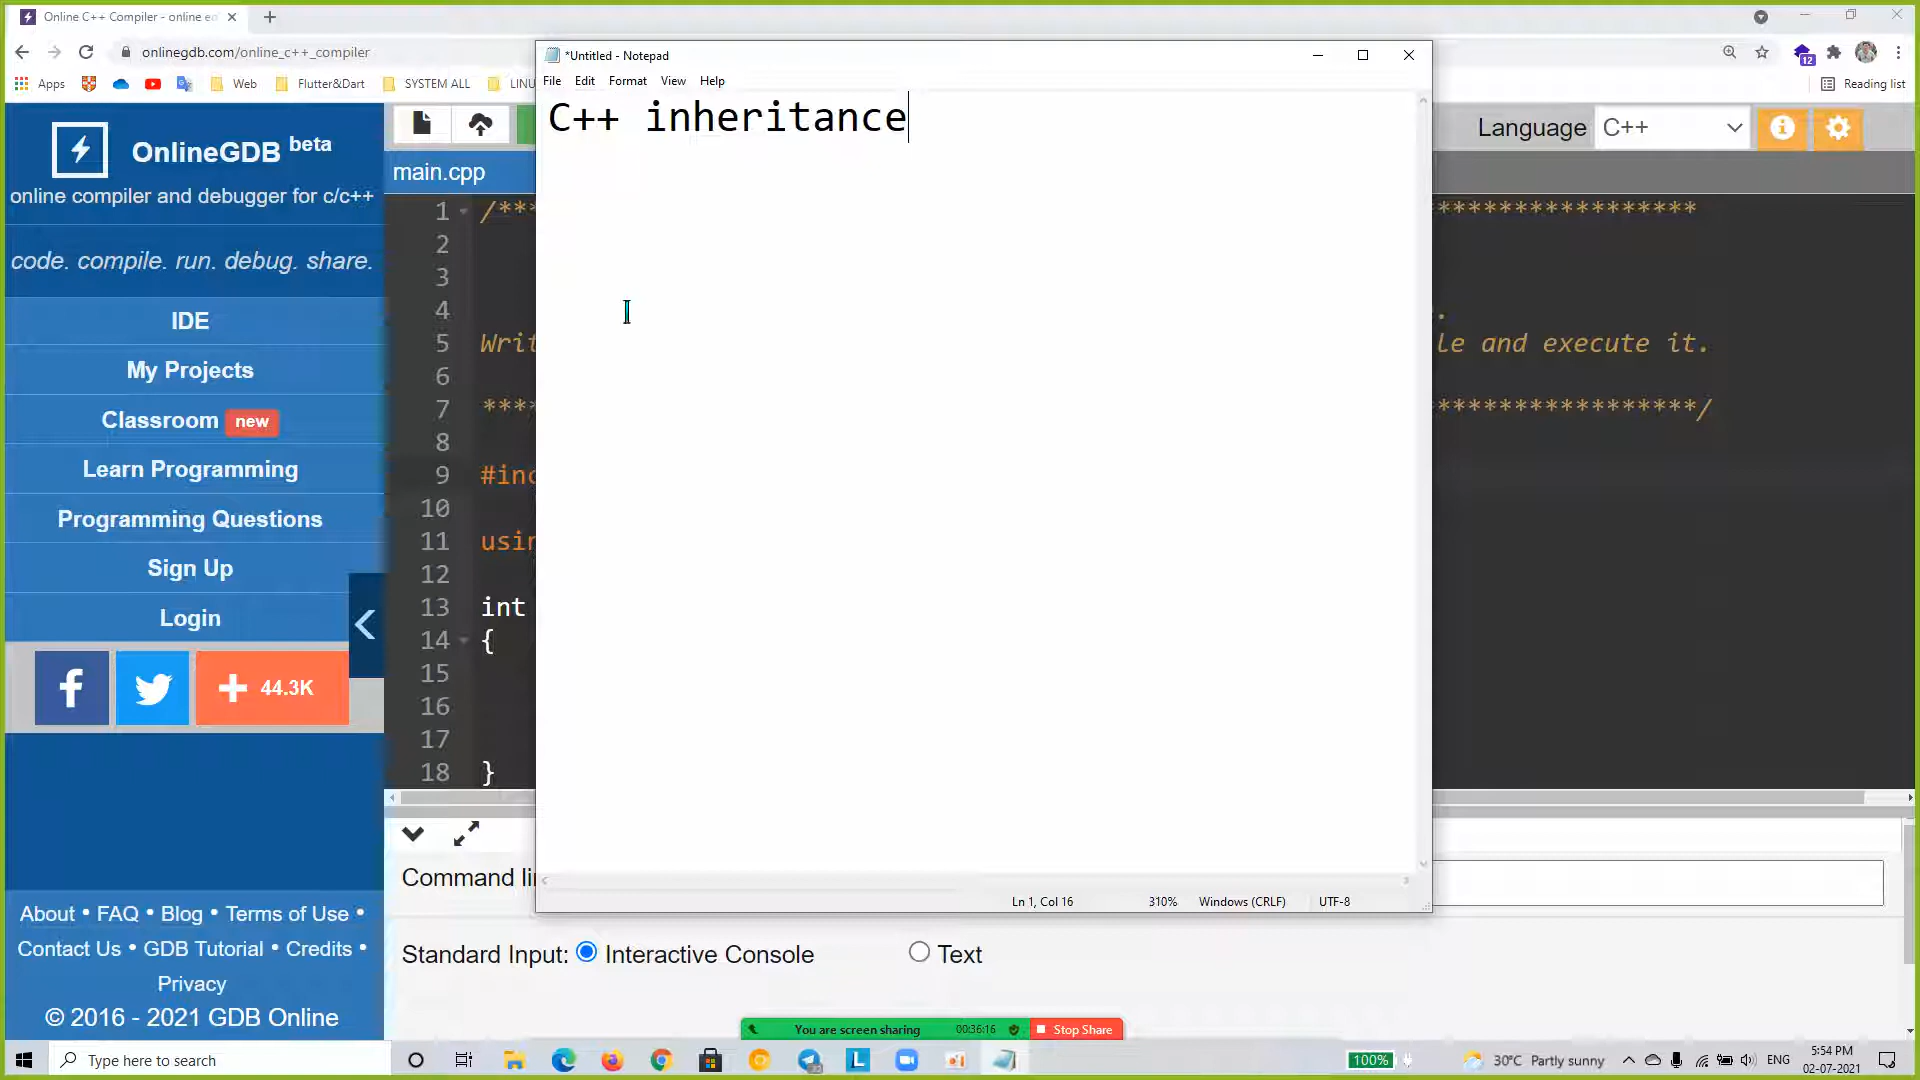 Online C++ Compiler - online ed
onlinegdb.com/online_c++_compiler
Apps
Web
Flutter&Dart
SYSTEM ALL
LINU
12
Reading list
*Untitled - Notepad
File Edit Format View Help
C++ inheritance
Ln 1, Col 16 310% Windows (CRLF) UTF-8
OnlineGDB beta
online compiler and debugger for c/c++
code. compile. run. debug. share.
IDE
My Projects
Classroom new
Learn Programming
Programming Questions
Sign Up
Login
44.3K
About • FAQ • Blog • Terms of Use •
Contact Us • GDB Tutorial • Credits •
Privacy
© 2016 - 2021 GDB Online
Language C++
main.cpp
1 /*** *****************
2
3
4 .
5 Writ le and execute it.
6
7 **** *****************/
8
9 #inc
10
11 usin
12
13 int
14 {
15
16
17
18 }
Command li
Standard Input: Interactive Console Text
You are screen sharing 00:36:16 Stop Share
Type here to search
100%
30°C Partly sunny
ENG
5:54 PM
02-07-2021